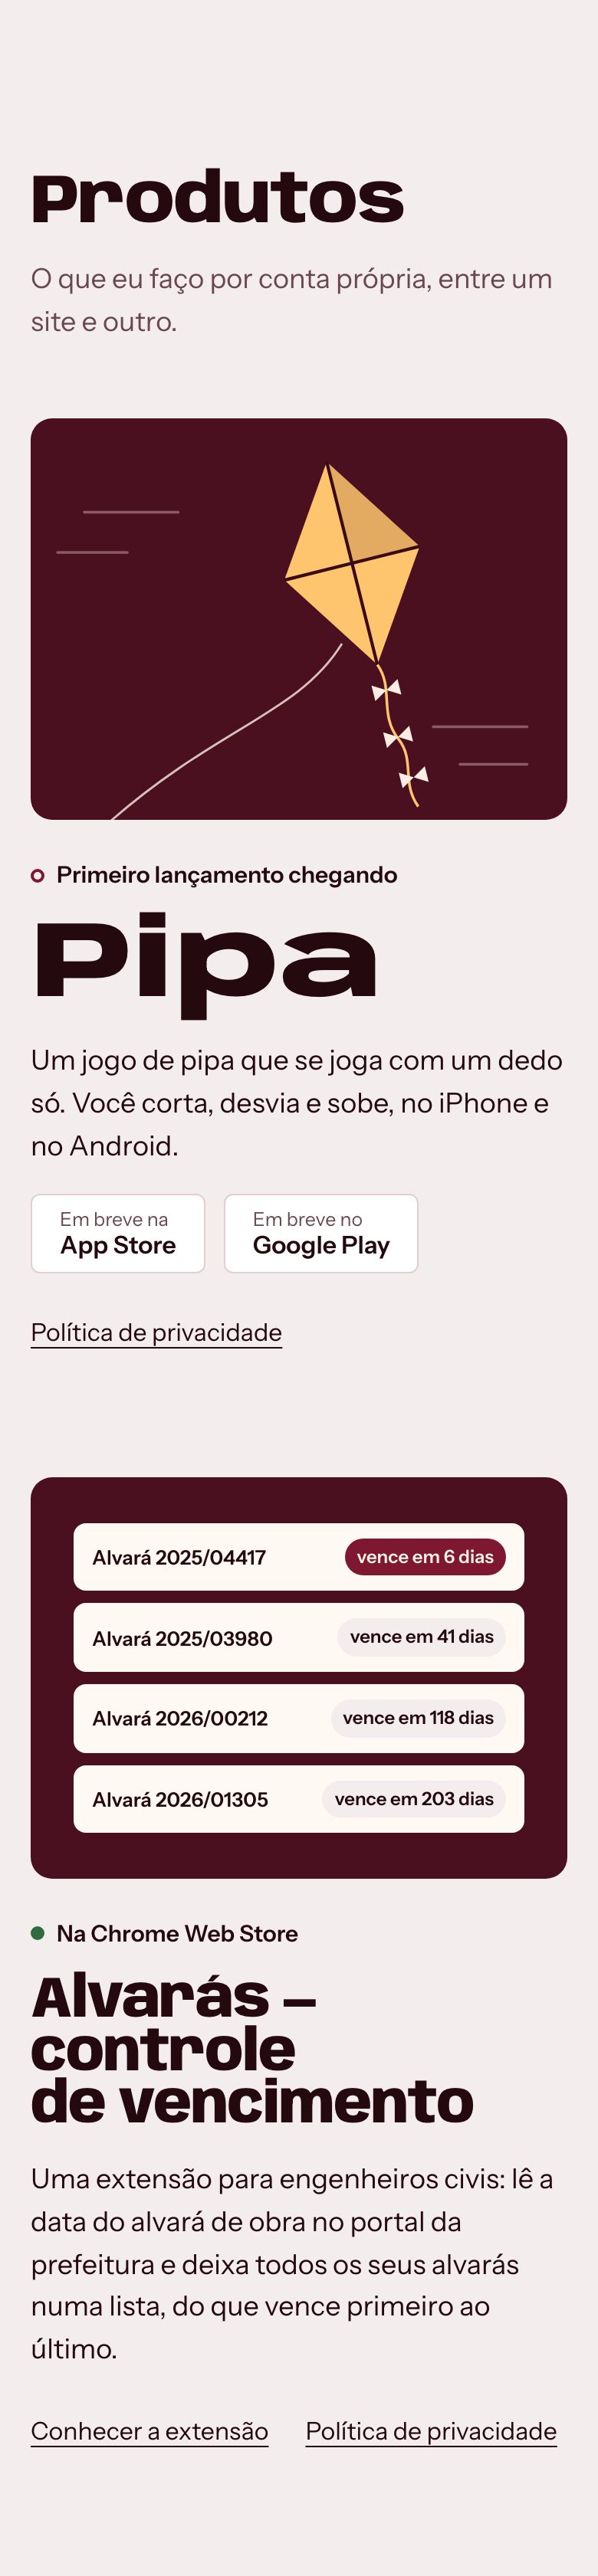 Produtos
O que eu faço por conta própria, entre um
site e outro.
Primeiro lançamento chegando
Pipa
Um jogo de pipa que se joga com um dedo
só. Você corta, desvia e sobe, no iPhone e
no Android.
Em breve na
App Store
Em breve no
Google Play
Política de privacidade
Alvará 2025/04417 vence em 6 dias
Alvará 2025/03980 vence em 41 dias
Alvará 2026/00212 vence em 118 dias
Alvará 2026/01305 vence em 203 dias
Na Chrome Web Store
Alvarás –
controle
de vencimento
Uma extensão para engenheiros civis: lê a
data do alvará de obra no portal da
prefeitura e deixa todos os seus alvarás
numa lista, do que vence primeiro ao
último.
Conhecer a extensão Política de privacidade